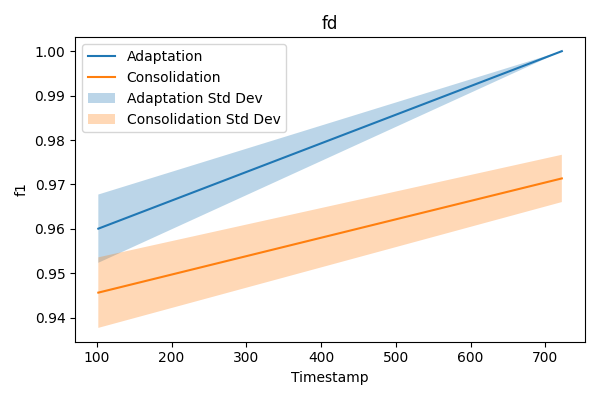 fd
Adaptation
Consolidation
Adaptation Std Dev
Consolidation Std Dev
f1
1.00
0.99
0.98
0.97
0.96
0.95
0.94
100 200 300 400 500 600 700
Timestamp